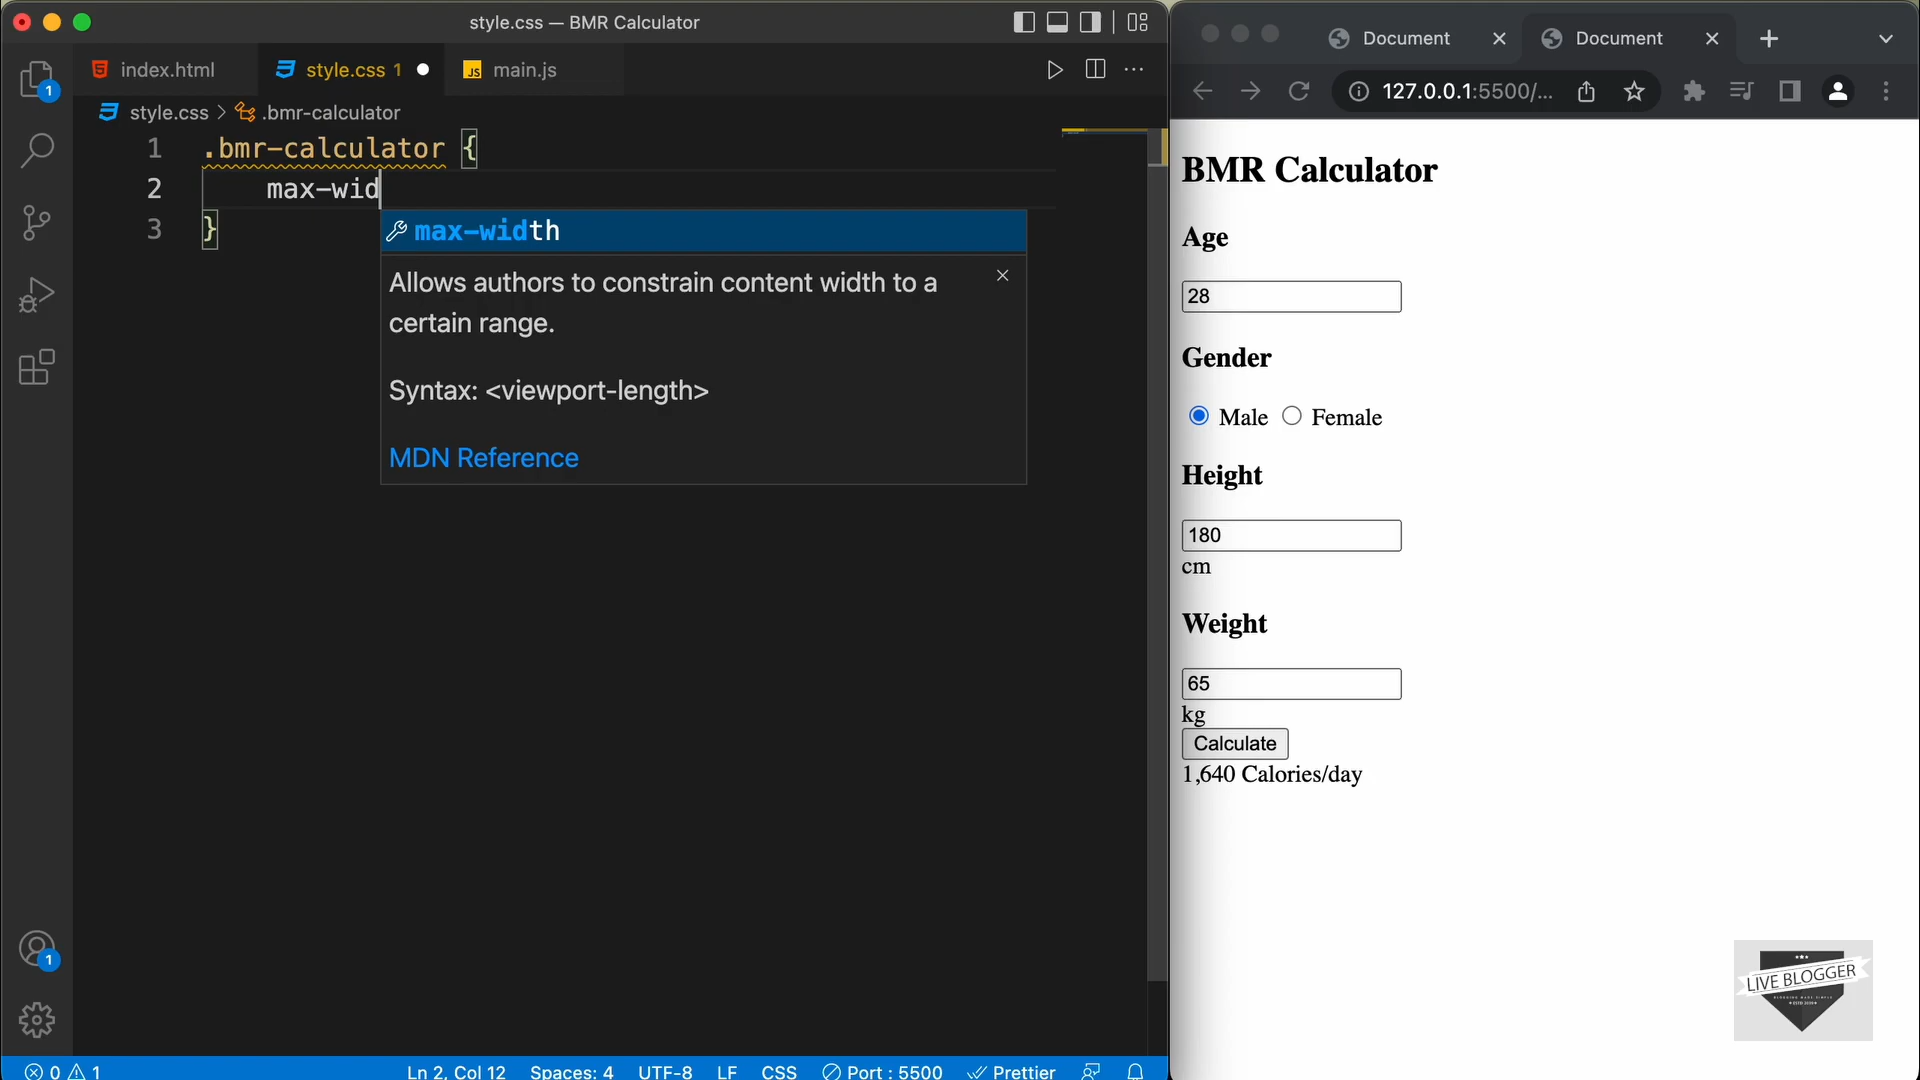 style.css — BMR Calculator
index.html
style.css 1
main.js
style.css > .bmr-calculator
1 .bmr-calculator {
2 max-wid
3 }
max-width
Allows authors to constrain content width to a
certain range.
Syntax: <viewport-length>
MDN Reference
1
1
0 1
Ln 2, Col 12
Spaces: 4
UTF-8
LF
CSS
Port : 5500
Prettier
Document
Document
127.0.0.1:5500/...
BMR Calculator
Age
28
Gender
Male Female
Height
180
cm
Weight
65
kg
Calculate
1,640 Calories/day
LIVE BLOGGER